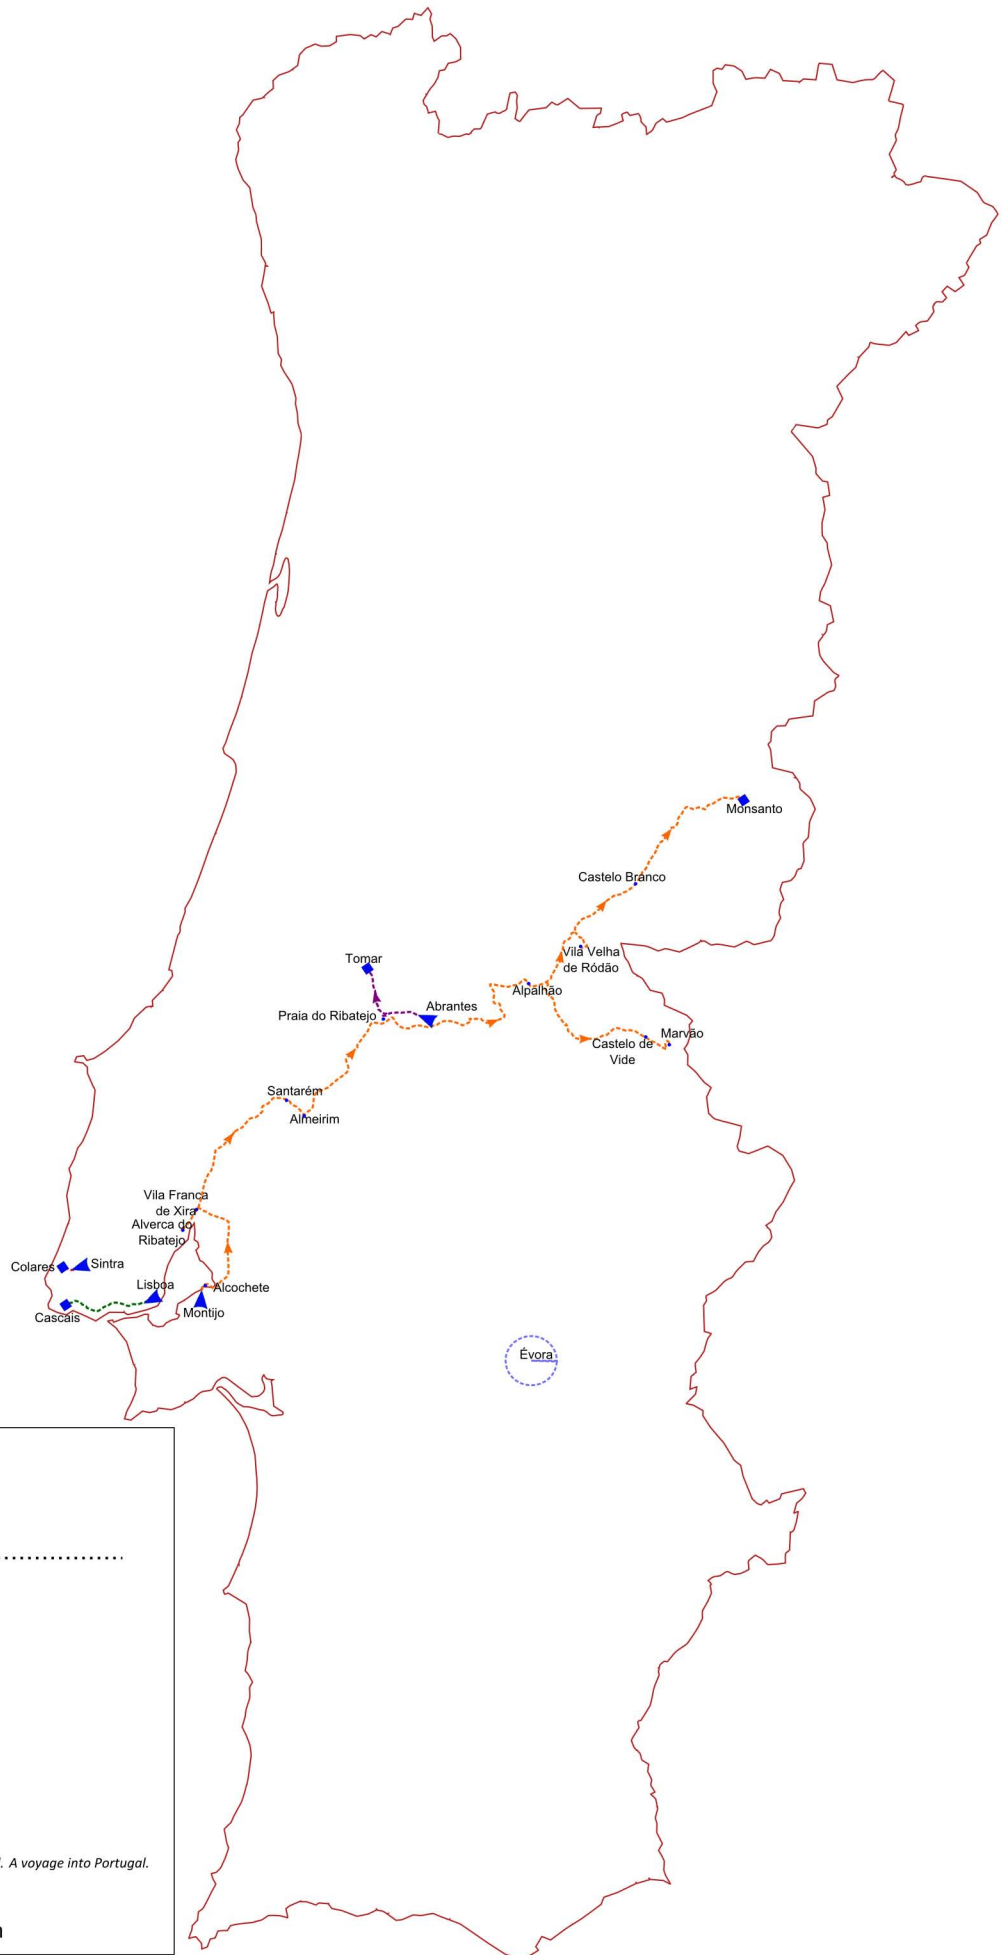 Monsanto
Castelo Branco
Vila Velha
de Ródão
Tomar
Alpalhão
Abrantes
Praia do Ribatejo
Marvão
Castelo de
Vide
Santarém
Almeirim
Vila Franca
de Xira
Alverca do
Ribatejo
Colares
Sintra
Lisboa
Alcochete
Cascais
Montijo
Évora
. A voyage into Portugal.